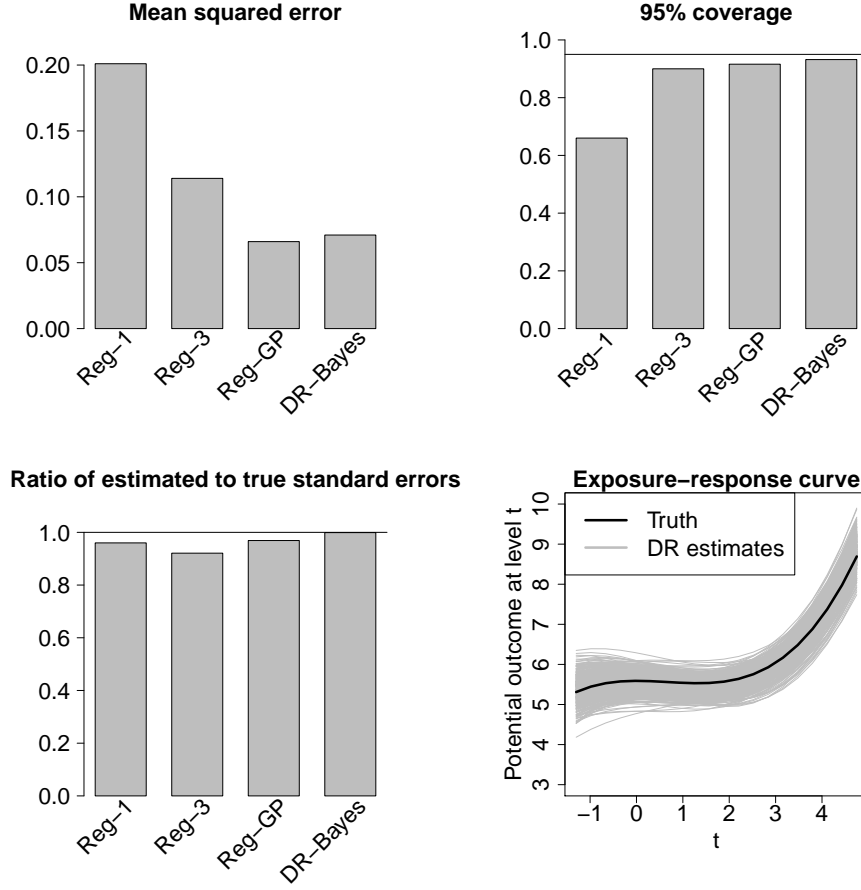 Mean squared error
0.20
0.15
0.10
0.05
0.00
Reg−1
Reg−3
Reg−GP
DR−Bayes
95% coverage
1.0
0.8
0.6
0.4
0.2
0.0
Reg−1
Reg−3
Reg−GP
DR−Bayes
Ratio of estimated to true standard errors
1.0
0.8
0.6
0.4
0.2
0.0
Reg−1
Reg−3
Reg−GP
DR−Bayes
Exposure−response curve
Potential outcome at level t
10
9
8
7
6
5
4
3
Truth
DR estimates
−1 0 1 2 3 4
t